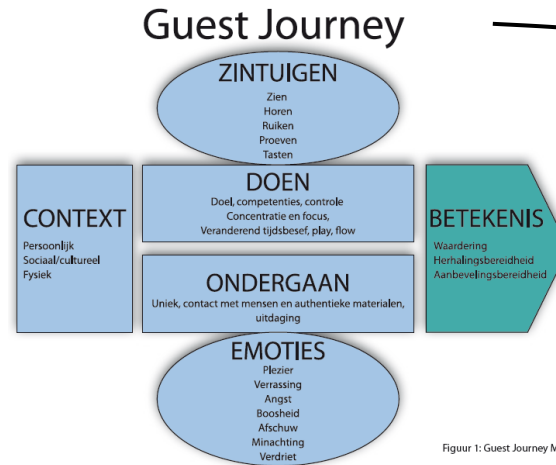 Guest Journey
ZINTUIGEN
Zien
Horen
Ruiken
Proeven
Tasten
CONTEXT
Persoonlijk
Sociaal/cultureel
Fysiek
DOEN
Doel, competenties, controle
Concentratie en focus,
Veranderend tijdsbesef, play, flow
ONDERGAAN
Uniek, contact met mensen en authentieke materialen,
uitdaging
BETEKENIS
Waardering
Herhalingsbereidheid
Aanbevelingsbereidheid
EMOTIES
Plezier
Verrassing
Angst
Boosheid
Afschuw
Minachting
Verdriet
Figuur 1: Guest Journey M